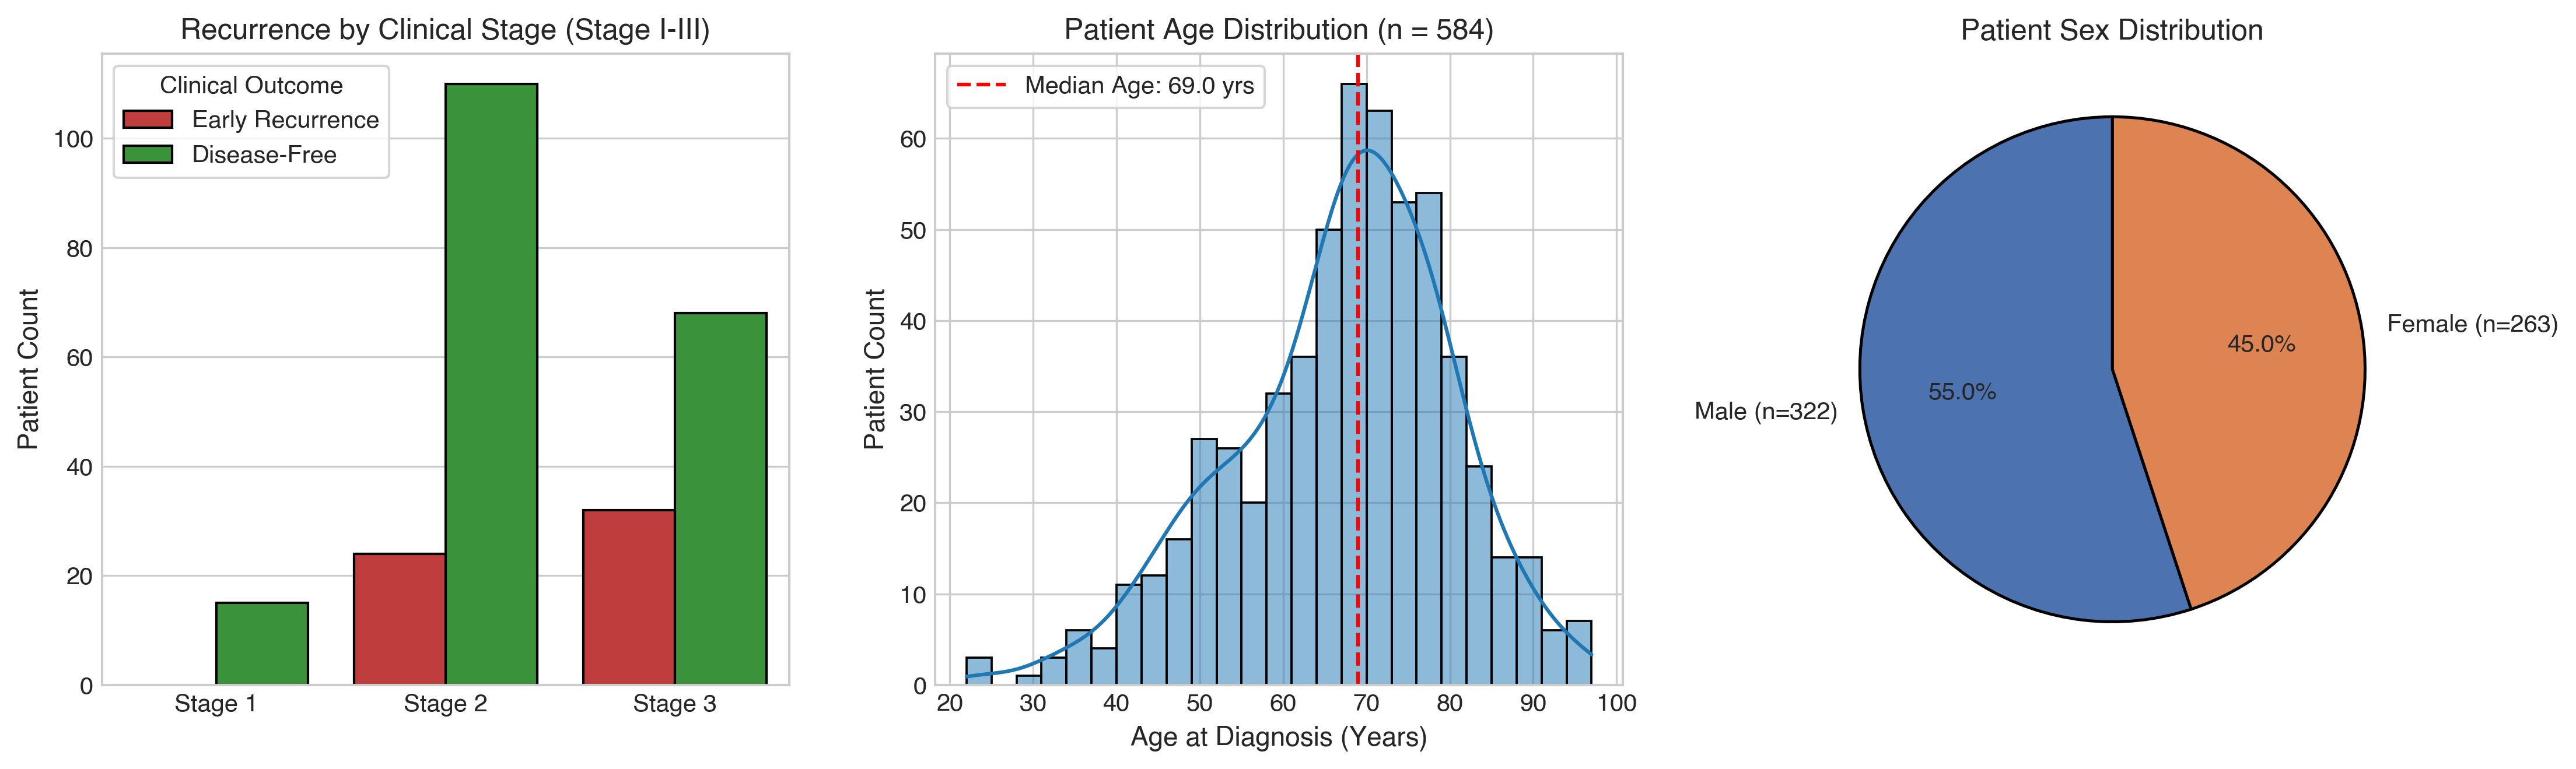 Recurrence by Clinical Stage (Stage I-III)
Clinical Outcome
Early Recurrence
Disease-Free
Patient Count
100
80
60
40
20
0
Stage 1
Stage 2
Stage 3
Patient Age Distribution (n = 584)
Median Age: 69.0 yrs
Patient Count
60
50
40
30
20
10
0
20 30 40 50 60 70 80 90 100
Age at Diagnosis (Years)
Patient Sex Distribution
Female (n=263)
45.0%
55.0%
Male (n=322)